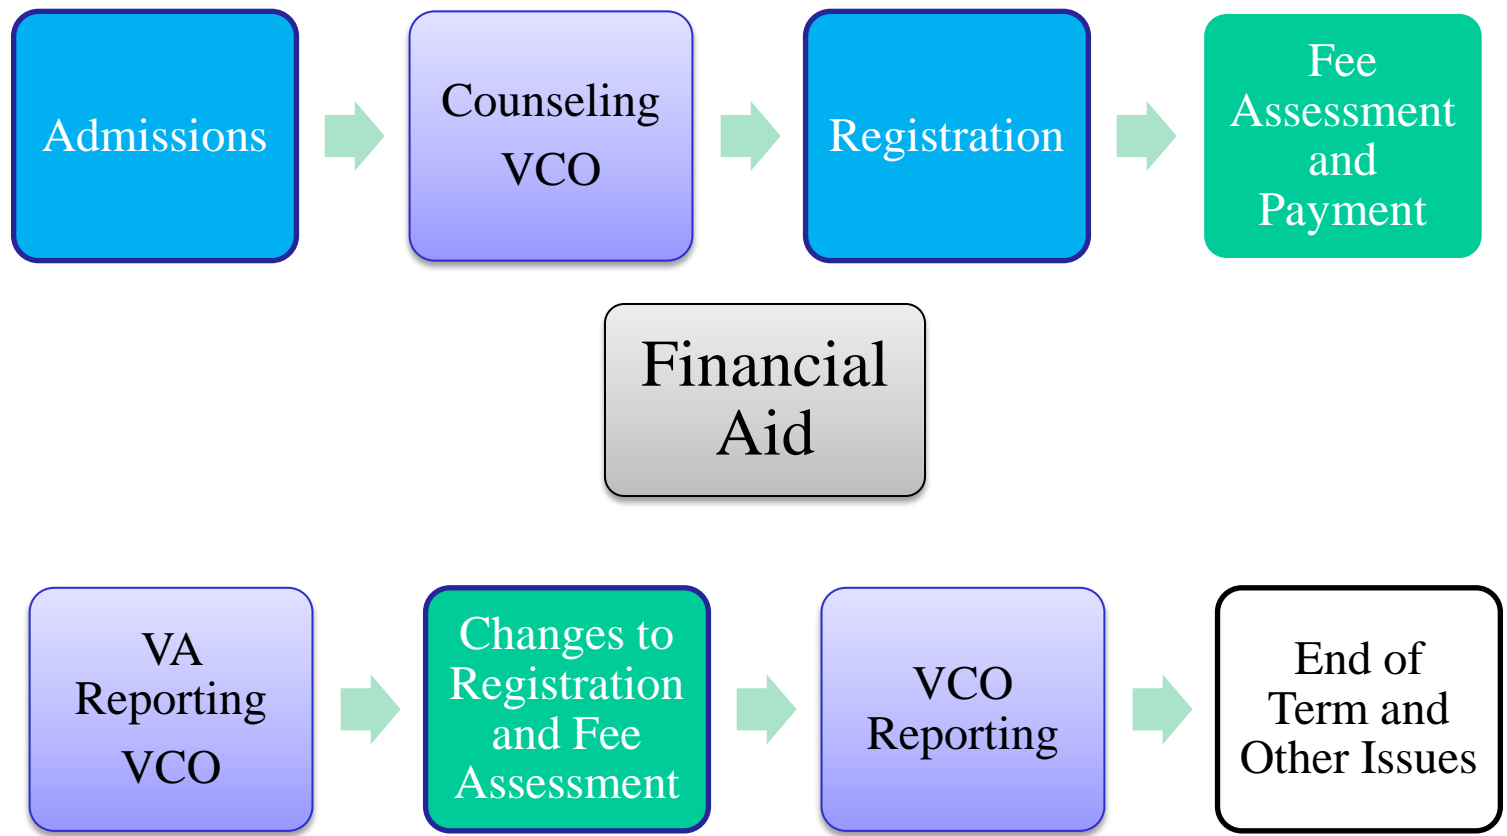 Admissions
Counseling
VCO
Registration
Fee
Assessment
and
Payment
Financial
Aid
VA
Reporting
VCO
Changes to
Registration
and Fee
Assessment
VCO
Reporting
End of
Term and
Other Issues